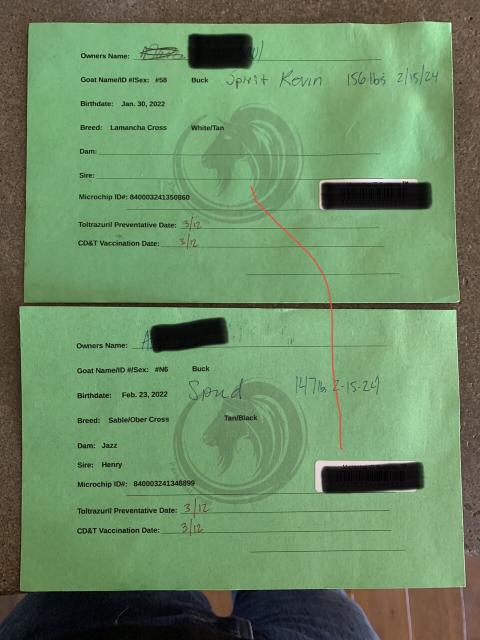 Owners Name:
Goat Name/ID #/Sex: #58 Buck Spirit Kevin 156 lbs 2/15/24
Birthdate: Jan. 30, 2022
Breed: Lamancha Cross White/Tan
Dam:
Sire:
Microchip ID#: 840003241350860
Toltrazuril Preventative Date: 3/12
CD&T Vaccination Date: 3/12
Owners Name:
Goat Name/ID #/Sex: #N6 Buck
Birthdate: Feb. 23, 2022 Spud 147 lbs 2-15-24
Breed: Sable/Ober Cross Tan/Black
Dam: Jazz
Sire: Henry
Microchip ID#: 840003241348899
Toltrazuril Preventative Date: 3/12
CD&T Vaccination Date: 3/12